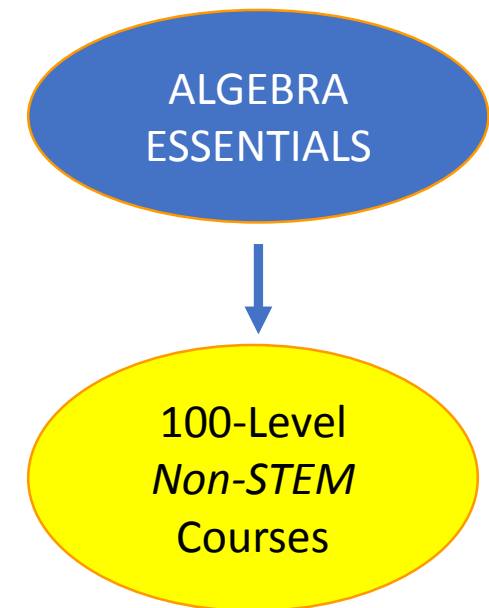 ALGEBRA
ESSENTIALS
100-Level
Non-STEM
Courses